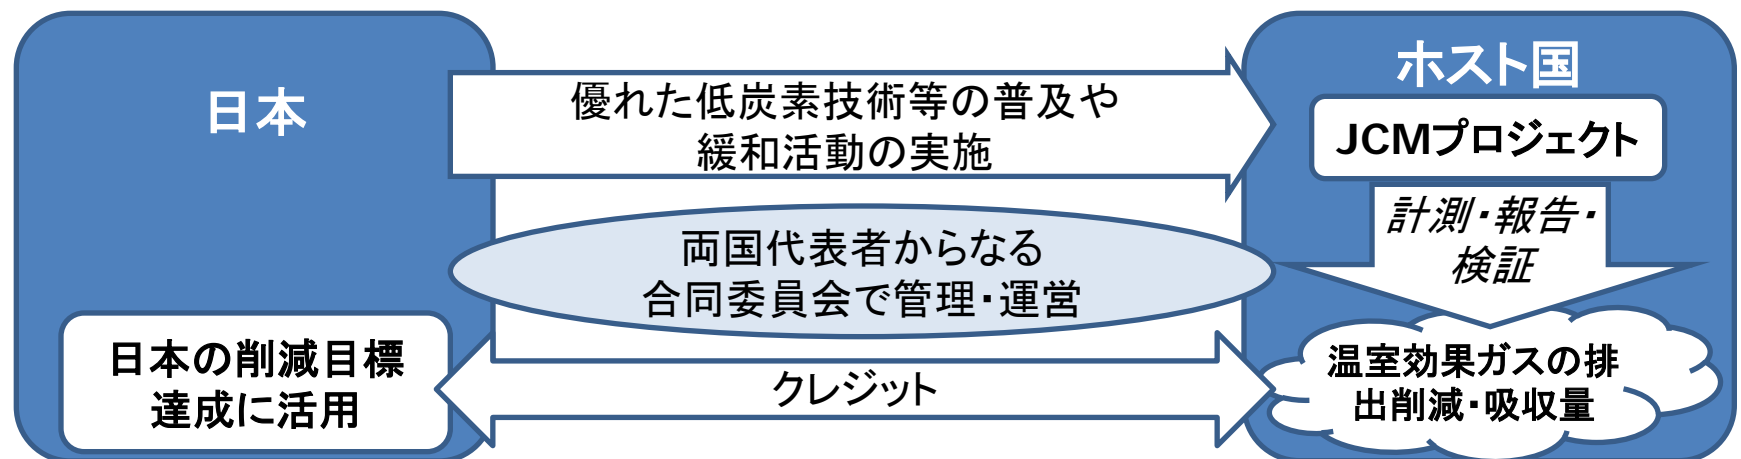 日本
優れた低炭素技術等の普及や
緩和活動の実施
ホスト国
JCMプロジェクト
計測・報告・
検証
両国代表者からなる
合同委員会で管理・運営
日本の削減目標
達成に活用
クレジット
温室効果ガスの排
出削減・吸収量